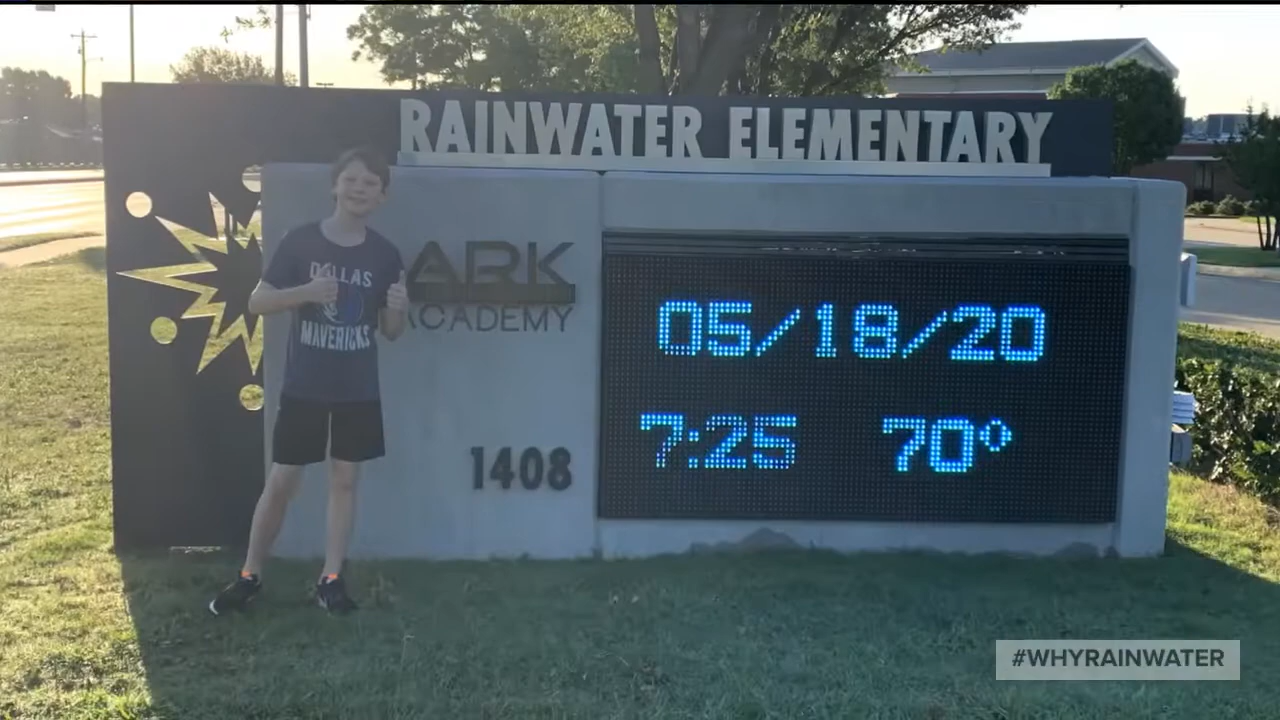 RAINWATER ELEMENTARY
ARK
ACADEMY
1408
DALLAS
MAVERICKS
05/18/20
7:25 70°
#WHYRAINWATER